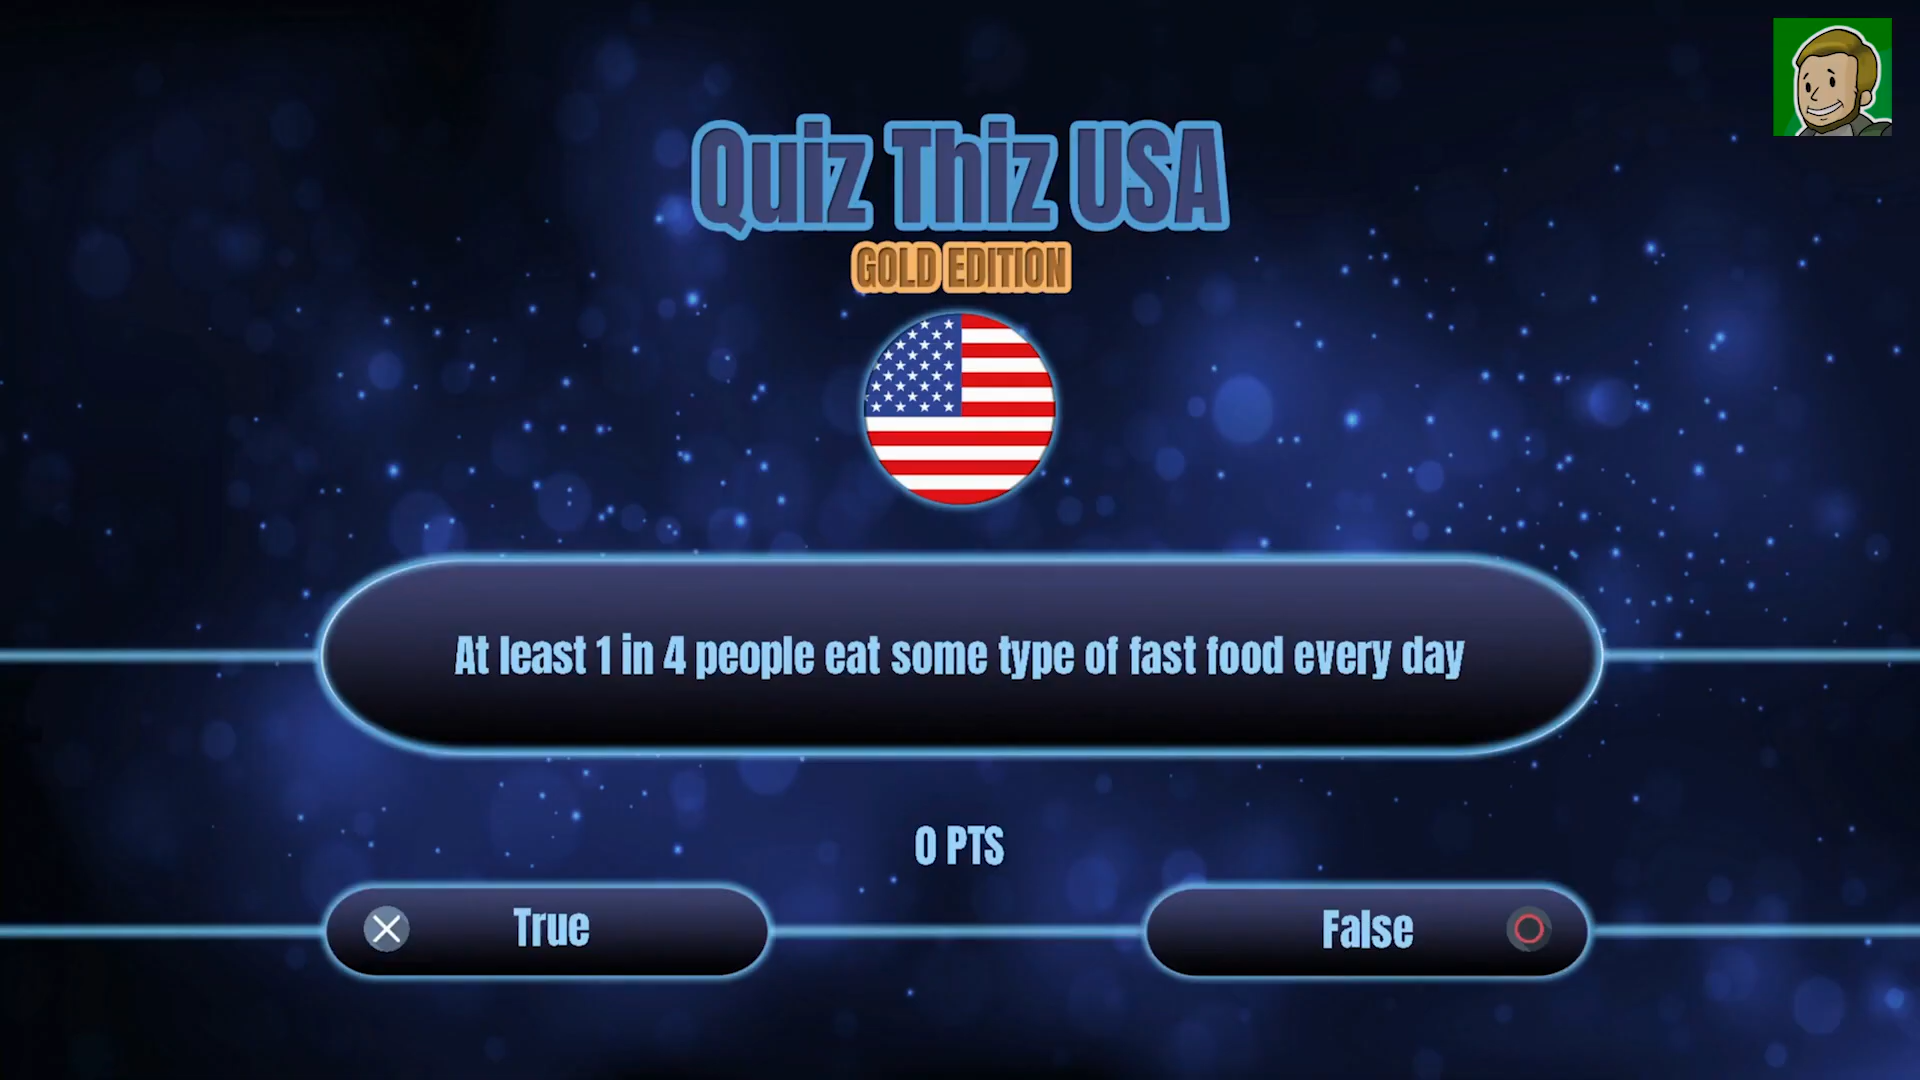 Quiz Thiz USA
GOLD EDITION
At least 1 in 4 people eat some type of fast food every day
0 PTS
True
False